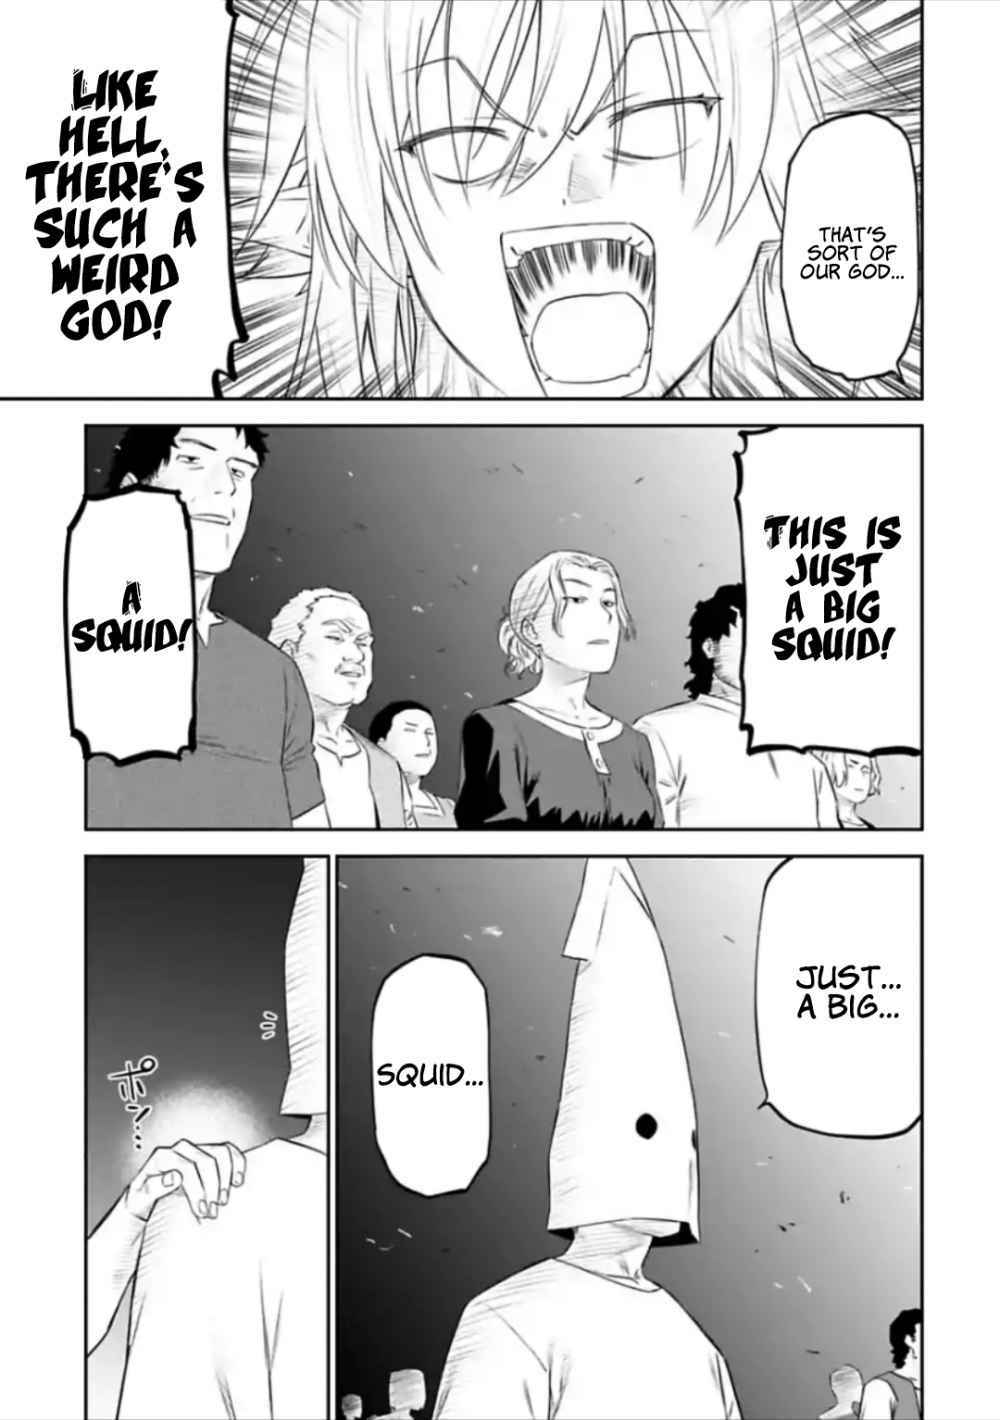 THAT'S
SORT OF
OUR GOD...
LIKE
HELL,
THERE'S
SUCH A
WEIRD
GOD!
THIS IS
JUST
A BIG
SQUID!
A
SQUID!
JUST...
A BIG...
SQUID...
ポン…